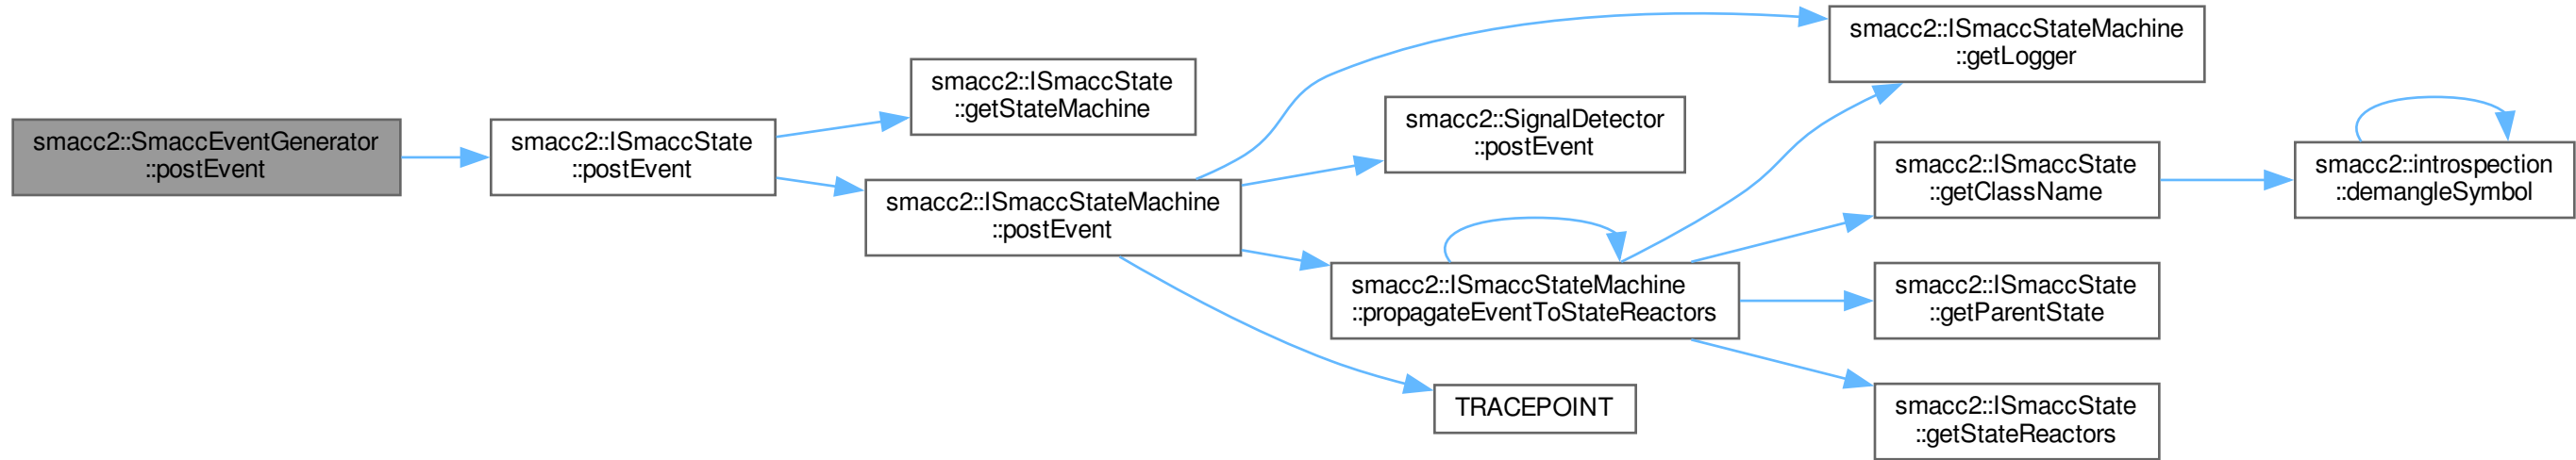 smacc2::SmaccEventGenerator
::postEvent
smacc2::ISmaccState
::postEvent
smacc2::ISmaccState
::getStateMachine
smacc2::ISmaccStateMachine
::postEvent
smacc2::ISmaccStateMachine
::getLogger
smacc2::SignalDetector
::postEvent
smacc2::ISmaccStateMachine
::propagateEventToStateReactors
TRACEPOINT
smacc2::ISmaccState
::getClassName
smacc2::introspection
::demangleSymbol
smacc2::ISmaccState
::getParentState
smacc2::ISmaccState
::getStateReactors